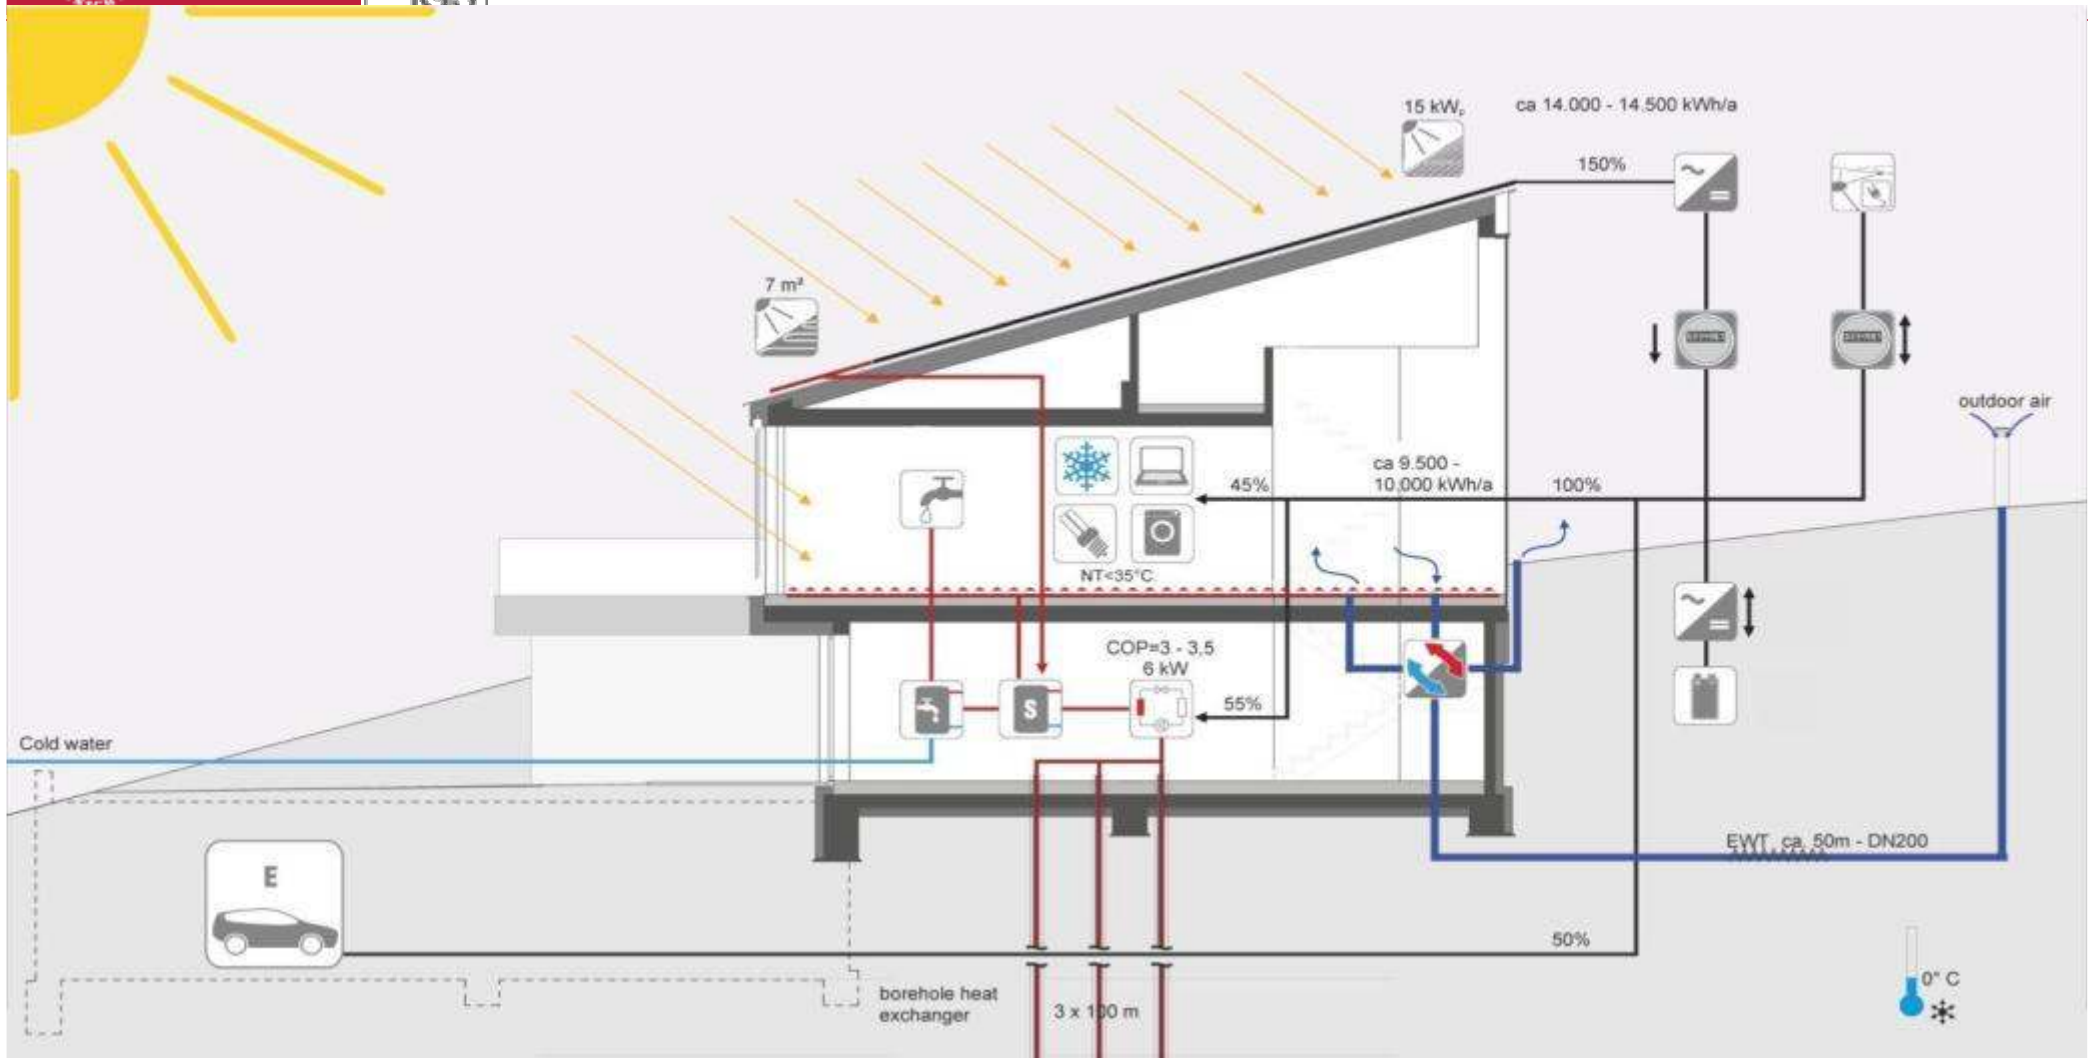 15 kWp
ca 14.000 - 14.500 kWh/a
150%
7 m²
outdoor air
ca 9.500 -
10.000 kWh/a
45%
100%
NT<35°C
COP=3 - 3,5
6 kW
S
55%
Cold water
EWT ca. 50m - DN200
E
50%
0° C
borehole heat
exchanger
3 x 100 m